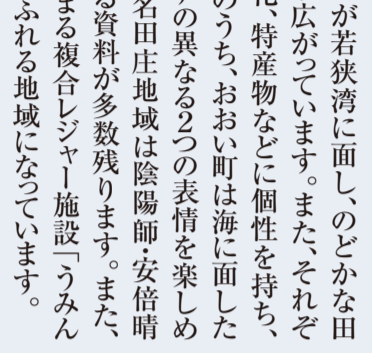 が若狭湾に面し、のどかな田
広がっています。また、それぞ
化、特産物などに個性を持ち、
のうち、おおい町は海に面した
の異なる2つの表情を楽しめ
名田庄地域は陰陽師・安倍晴
る資料が多数残ります。また、
まる複合レジャー施設「うみん
ふれる地域になっています。